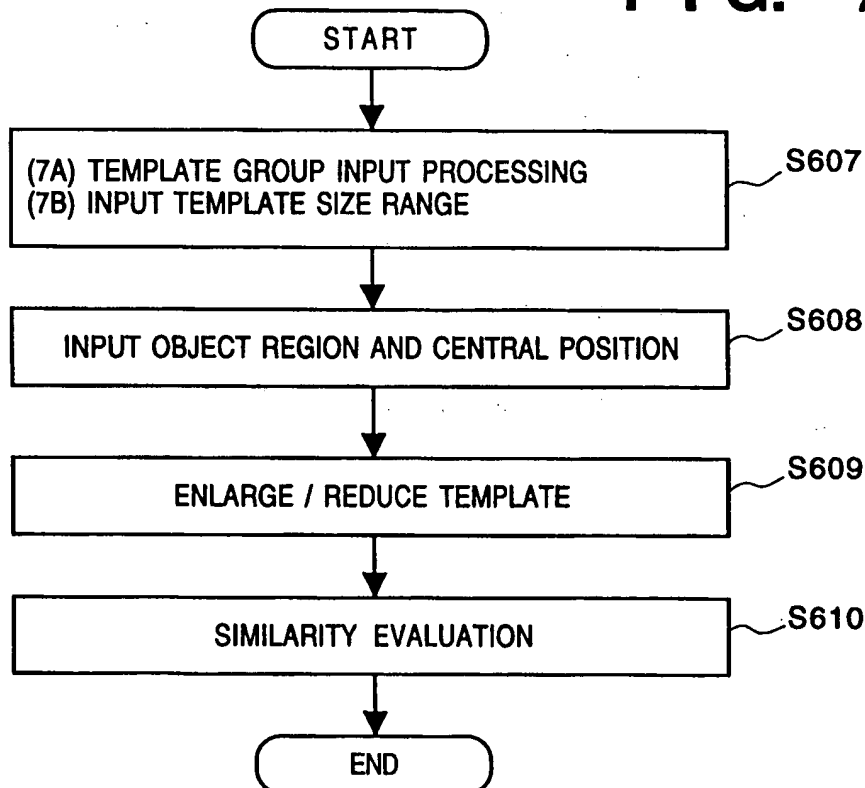 FIG.
START
(7A) TEMPLATE GROUP INPUT PROCESSING
(7B) INPUT TEMPLATE SIZE RANGE
S607
INPUT OBJECT REGION AND CENTRAL POSITION
S608
ENLARGE / REDUCE TEMPLATE
S609
SIMILARITY EVALUATION
S610
END